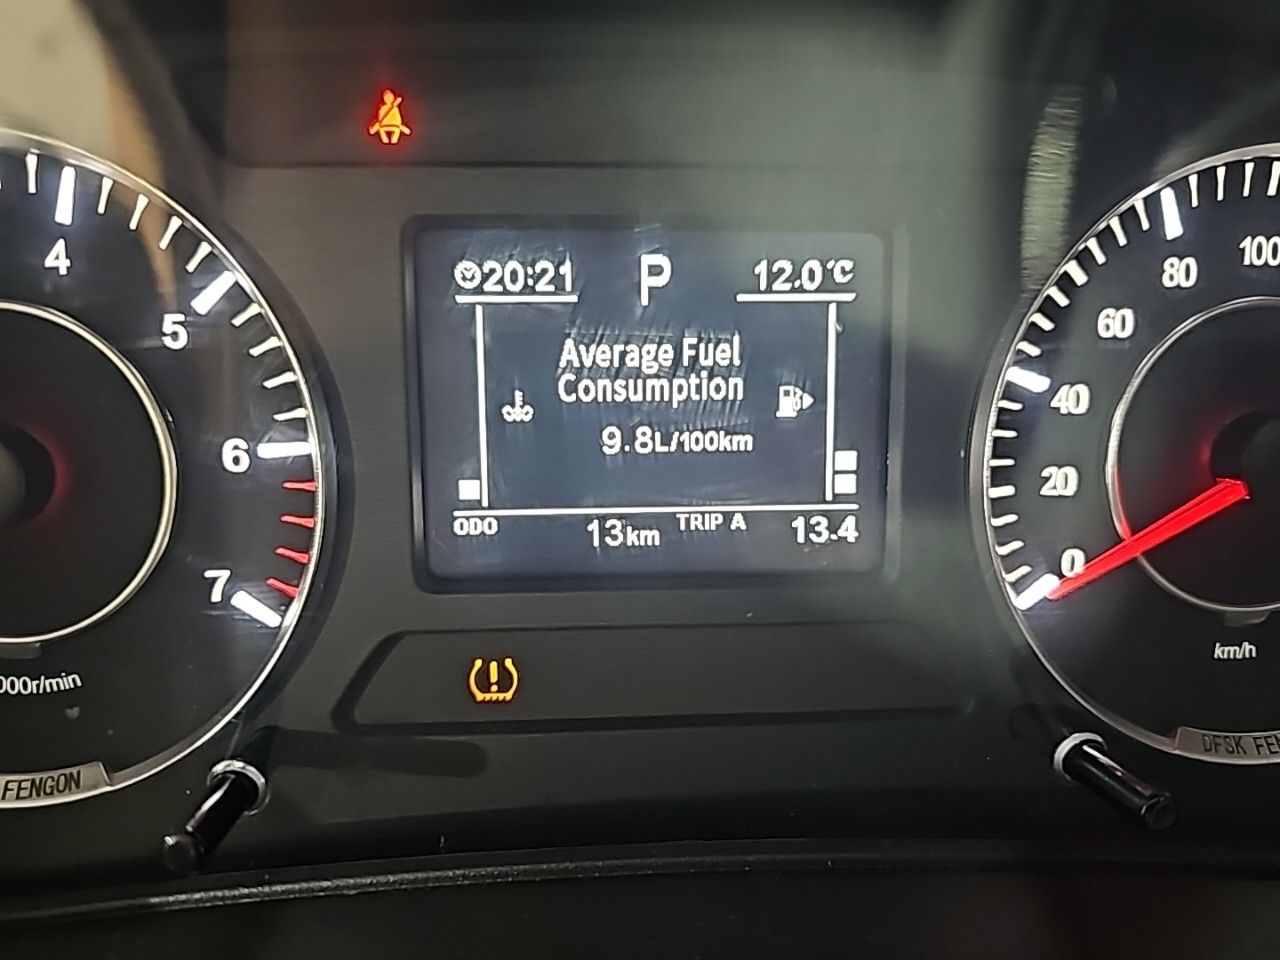 20:21 P 12.0°C
Average Fuel
Consumption
9.8L/100km
ODO 13km TRIP A 13.4
4
5
6
7
000r/min
FENGON
0
20
40
60
80
100
km/h
DFSK FEN